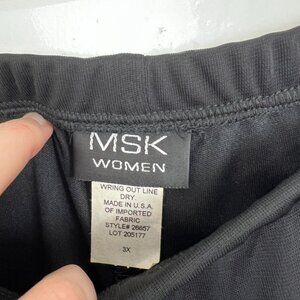 MSK
WOMEN
WRING OUT LINE
DRY.
MADE IN U.S.A.
OF IMPORTED
FABRIC
STYLE# 26657
LOT 205177
3X